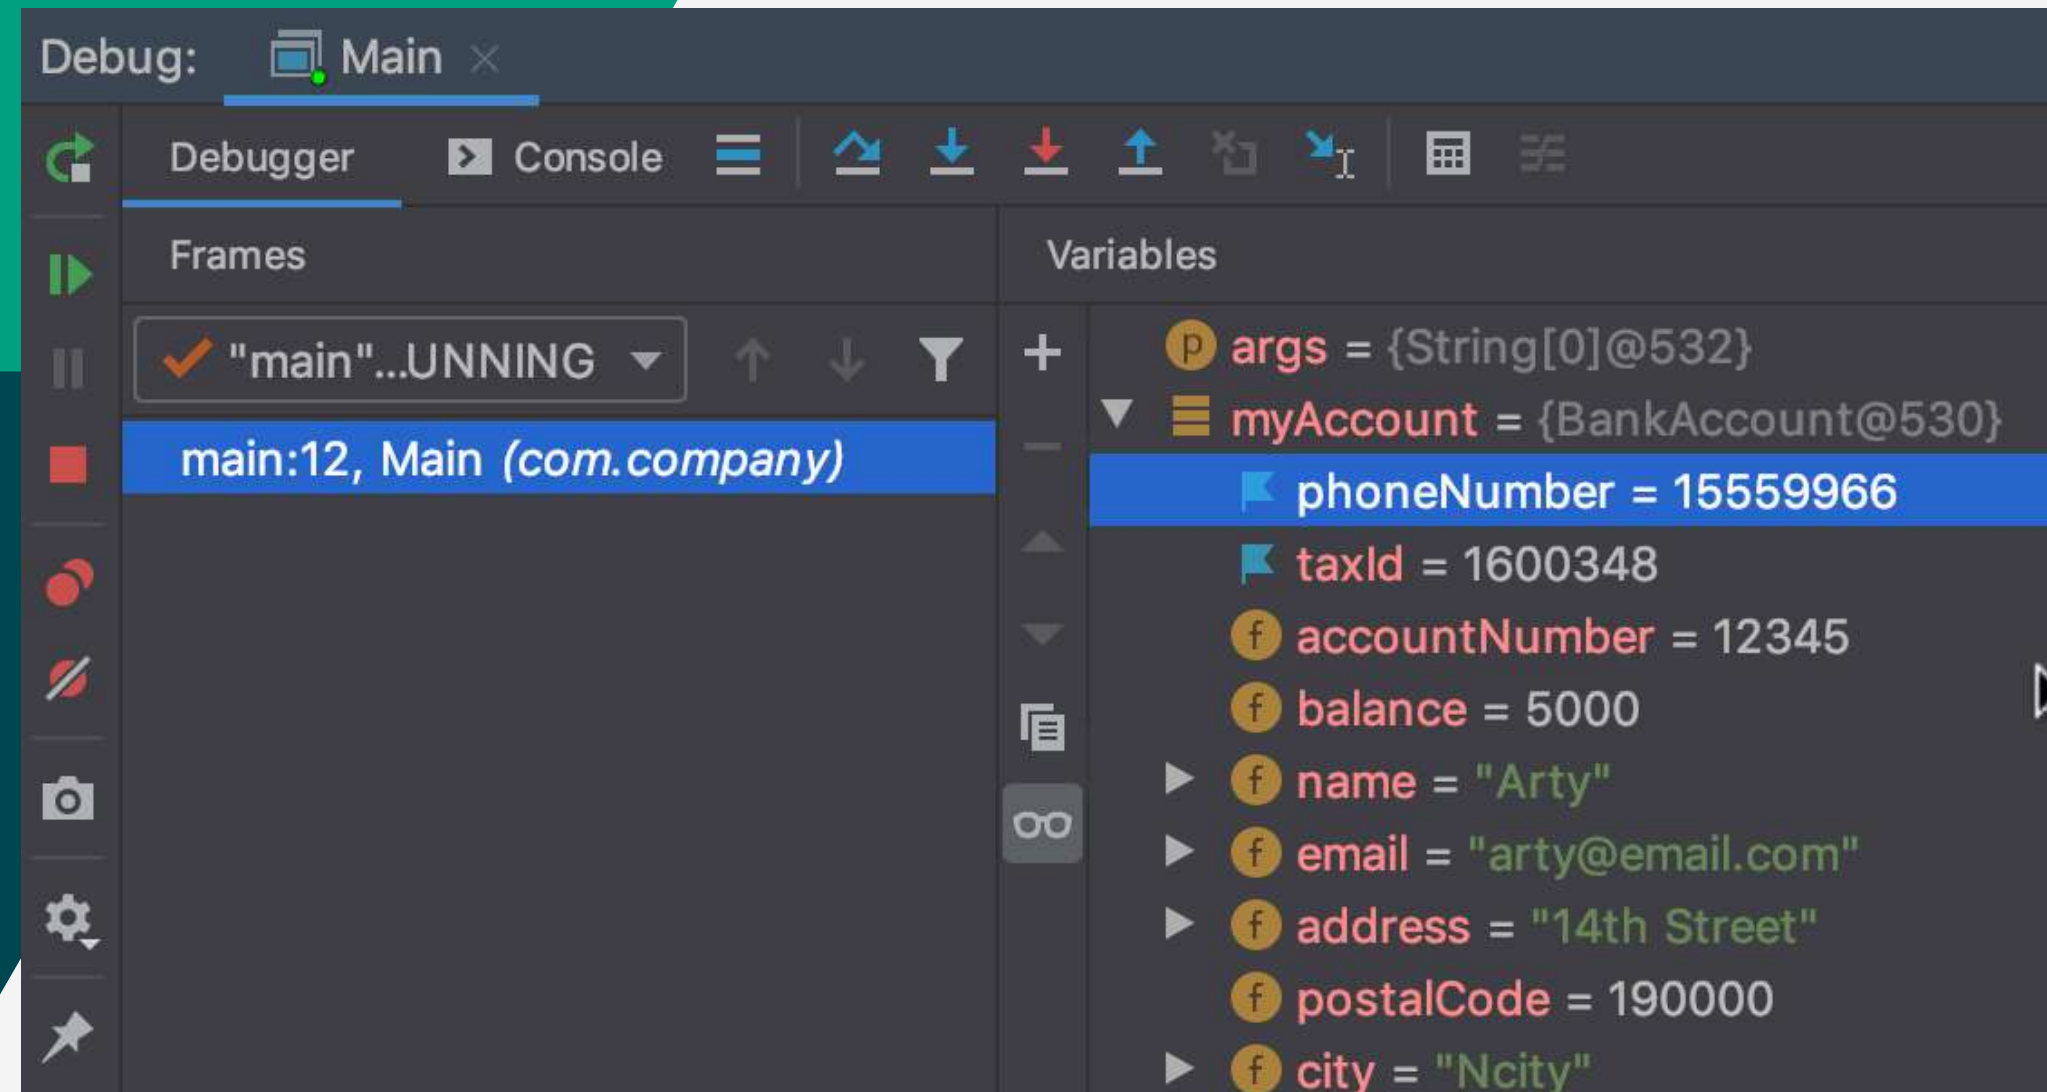 Debug: Main
Debugger Console
Frames
Variables
"main"...UNNING
main:12, Main (com.company)
args = {String[0]@532}
myAccount = {BankAccount@530}
phoneNumber = 15559966
taxId = 1600348
accountNumber = 12345
balance = 5000
name = "Arty"
email = "arty@email.com"
address = "14th Street"
postalCode = 190000
city = "Ncity"